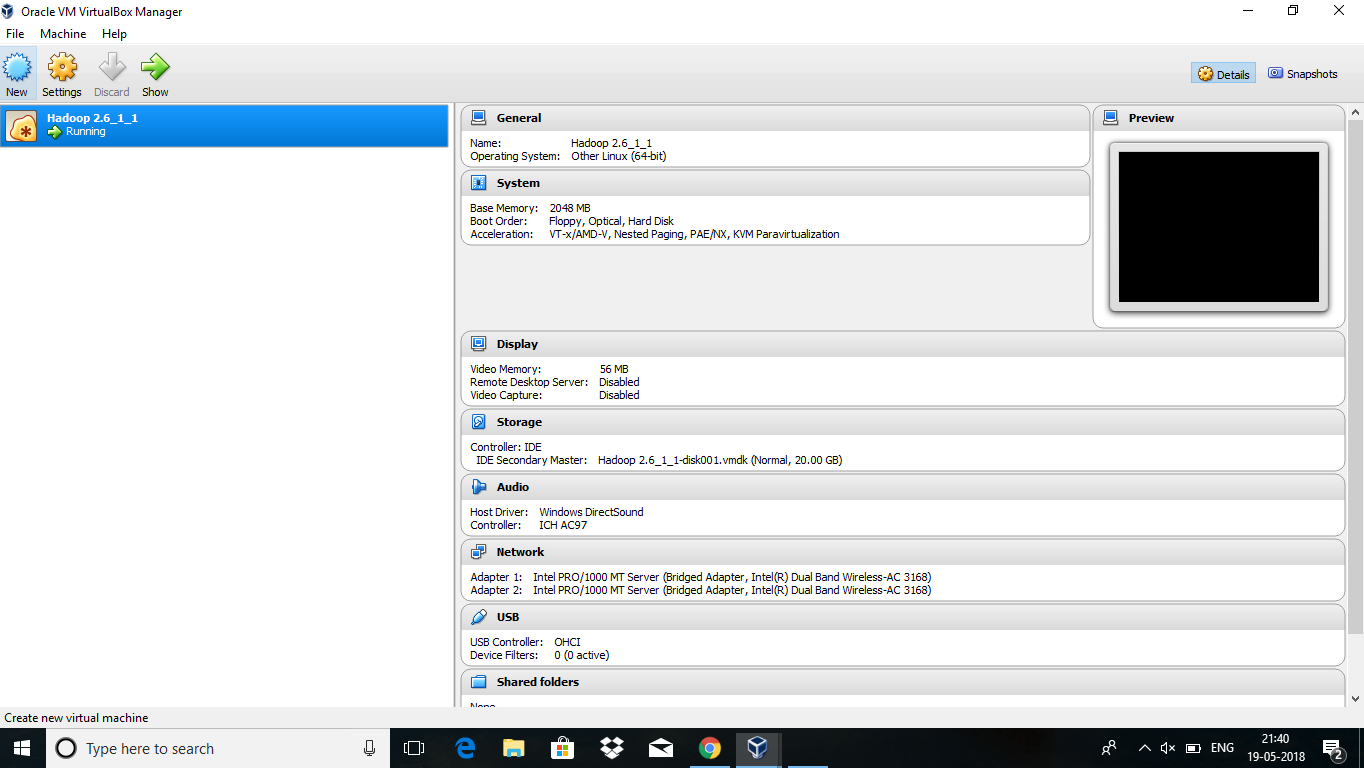 Oracle VM VirtualBox Manager
File Machine Help
New Settings Discard Show
Details Snapshots
Hadoop 2.6_1_1
Running
General
Name: Hadoop 2.6_1_1
Operating System: Other Linux (64-bit)
Preview
System
Base Memory: 2048 MB
Boot Order: Floppy, Optical, Hard Disk
Acceleration: VT-x/AMD-V, Nested Paging, PAE/NX, KVM Paravirtualization
Display
Video Memory: 56 MB
Remote Desktop Server: Disabled
Video Capture: Disabled
Storage
Controller: IDE
IDE Secondary Master: Hadoop 2.6_1_1-disk001.vmdk (Normal, 20.00 GB)
Audio
Host Driver: Windows DirectSound
Controller: ICH AC97
Network
Adapter 1: Intel PRO/1000 MT Server (Bridged Adapter, Intel(R) Dual Band Wireless-AC 3168)
Adapter 2: Intel PRO/1000 MT Server (Bridged Adapter, Intel(R) Dual Band Wireless-AC 3168)
USB
USB Controller: OHCI
Device Filters: 0 (0 active)
Shared folders
None
Create new virtual machine
Type here to search
ENG
21:40
19-05-2018
2